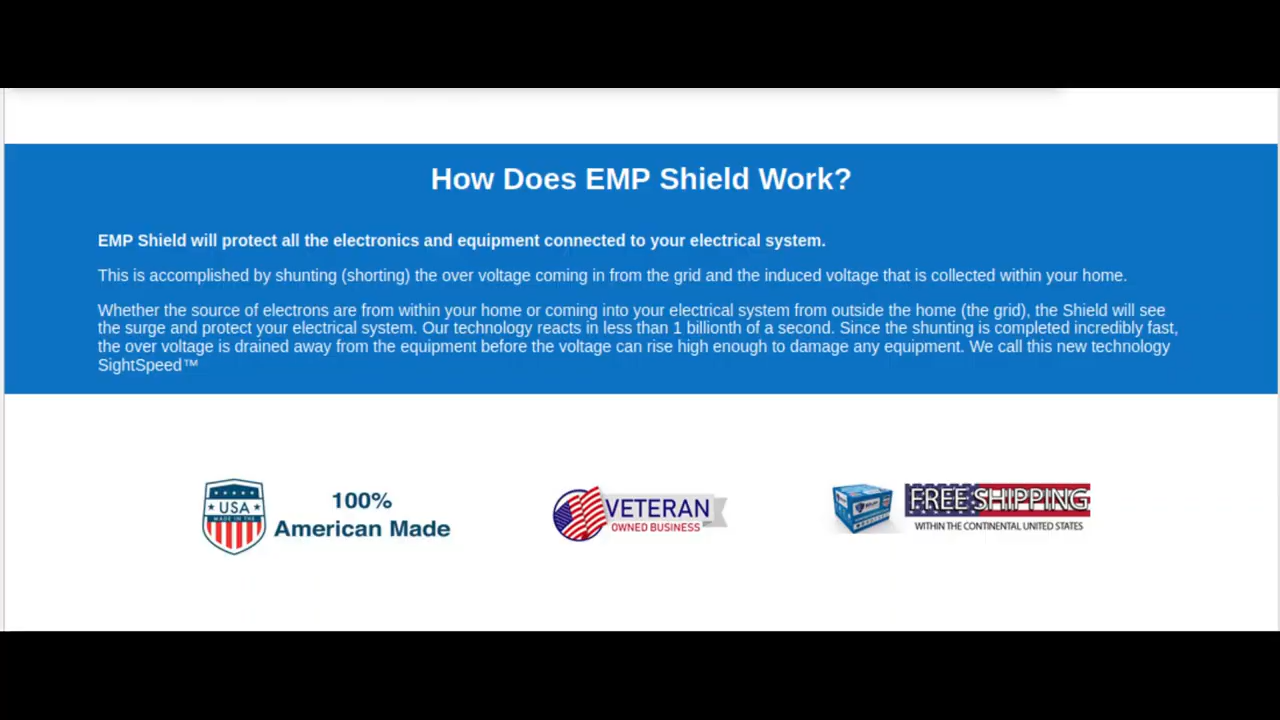 How Does EMP Shield Work?
EMP Shield will protect all the electronics and equipment connected to your electrical system.
This is accomplished by shunting (shorting) the over voltage coming in from the grid and the induced voltage that is collected within your home.
Whether the source of electrons are from within your home or coming into your electrical system from outside the home (the grid), the Shield will see
the surge and protect your electrical system. Our technology reacts in less than 1 billionth of a second. Since the shunting is completed incredibly fast,
the over voltage is drained away from the equipment before the voltage can rise high enough to damage any equipment. We call this new technology
SightSpeed™
USA
MADE IN THE
100%
American Made
VETERAN
OWNED BUSINESS
FREE SHIPPING
WITHIN THE CONTINENTAL UNITED STATES